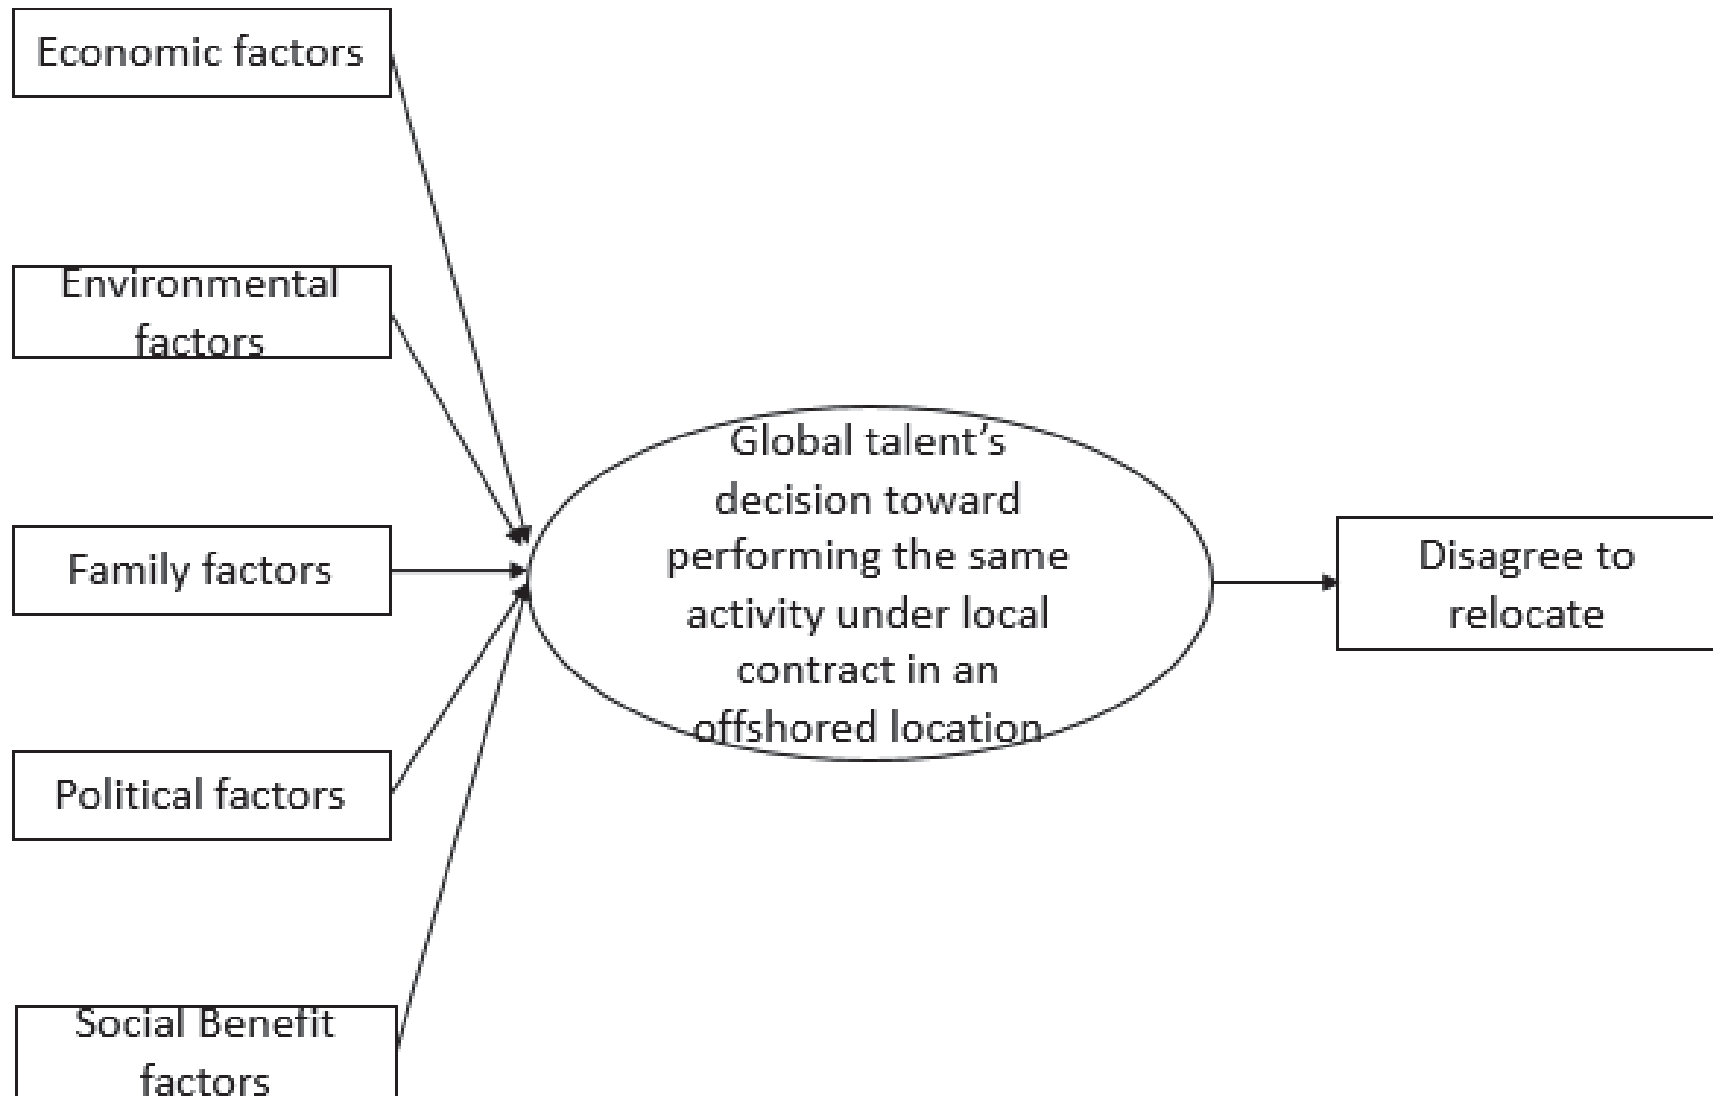 Economic factors
Environmental
factors
Family factors
Political factors
Social Benefit
factors
Global talent’s
decision toward
performing the same
activity under local
contract in an
offshored location
Disagree to
relocate